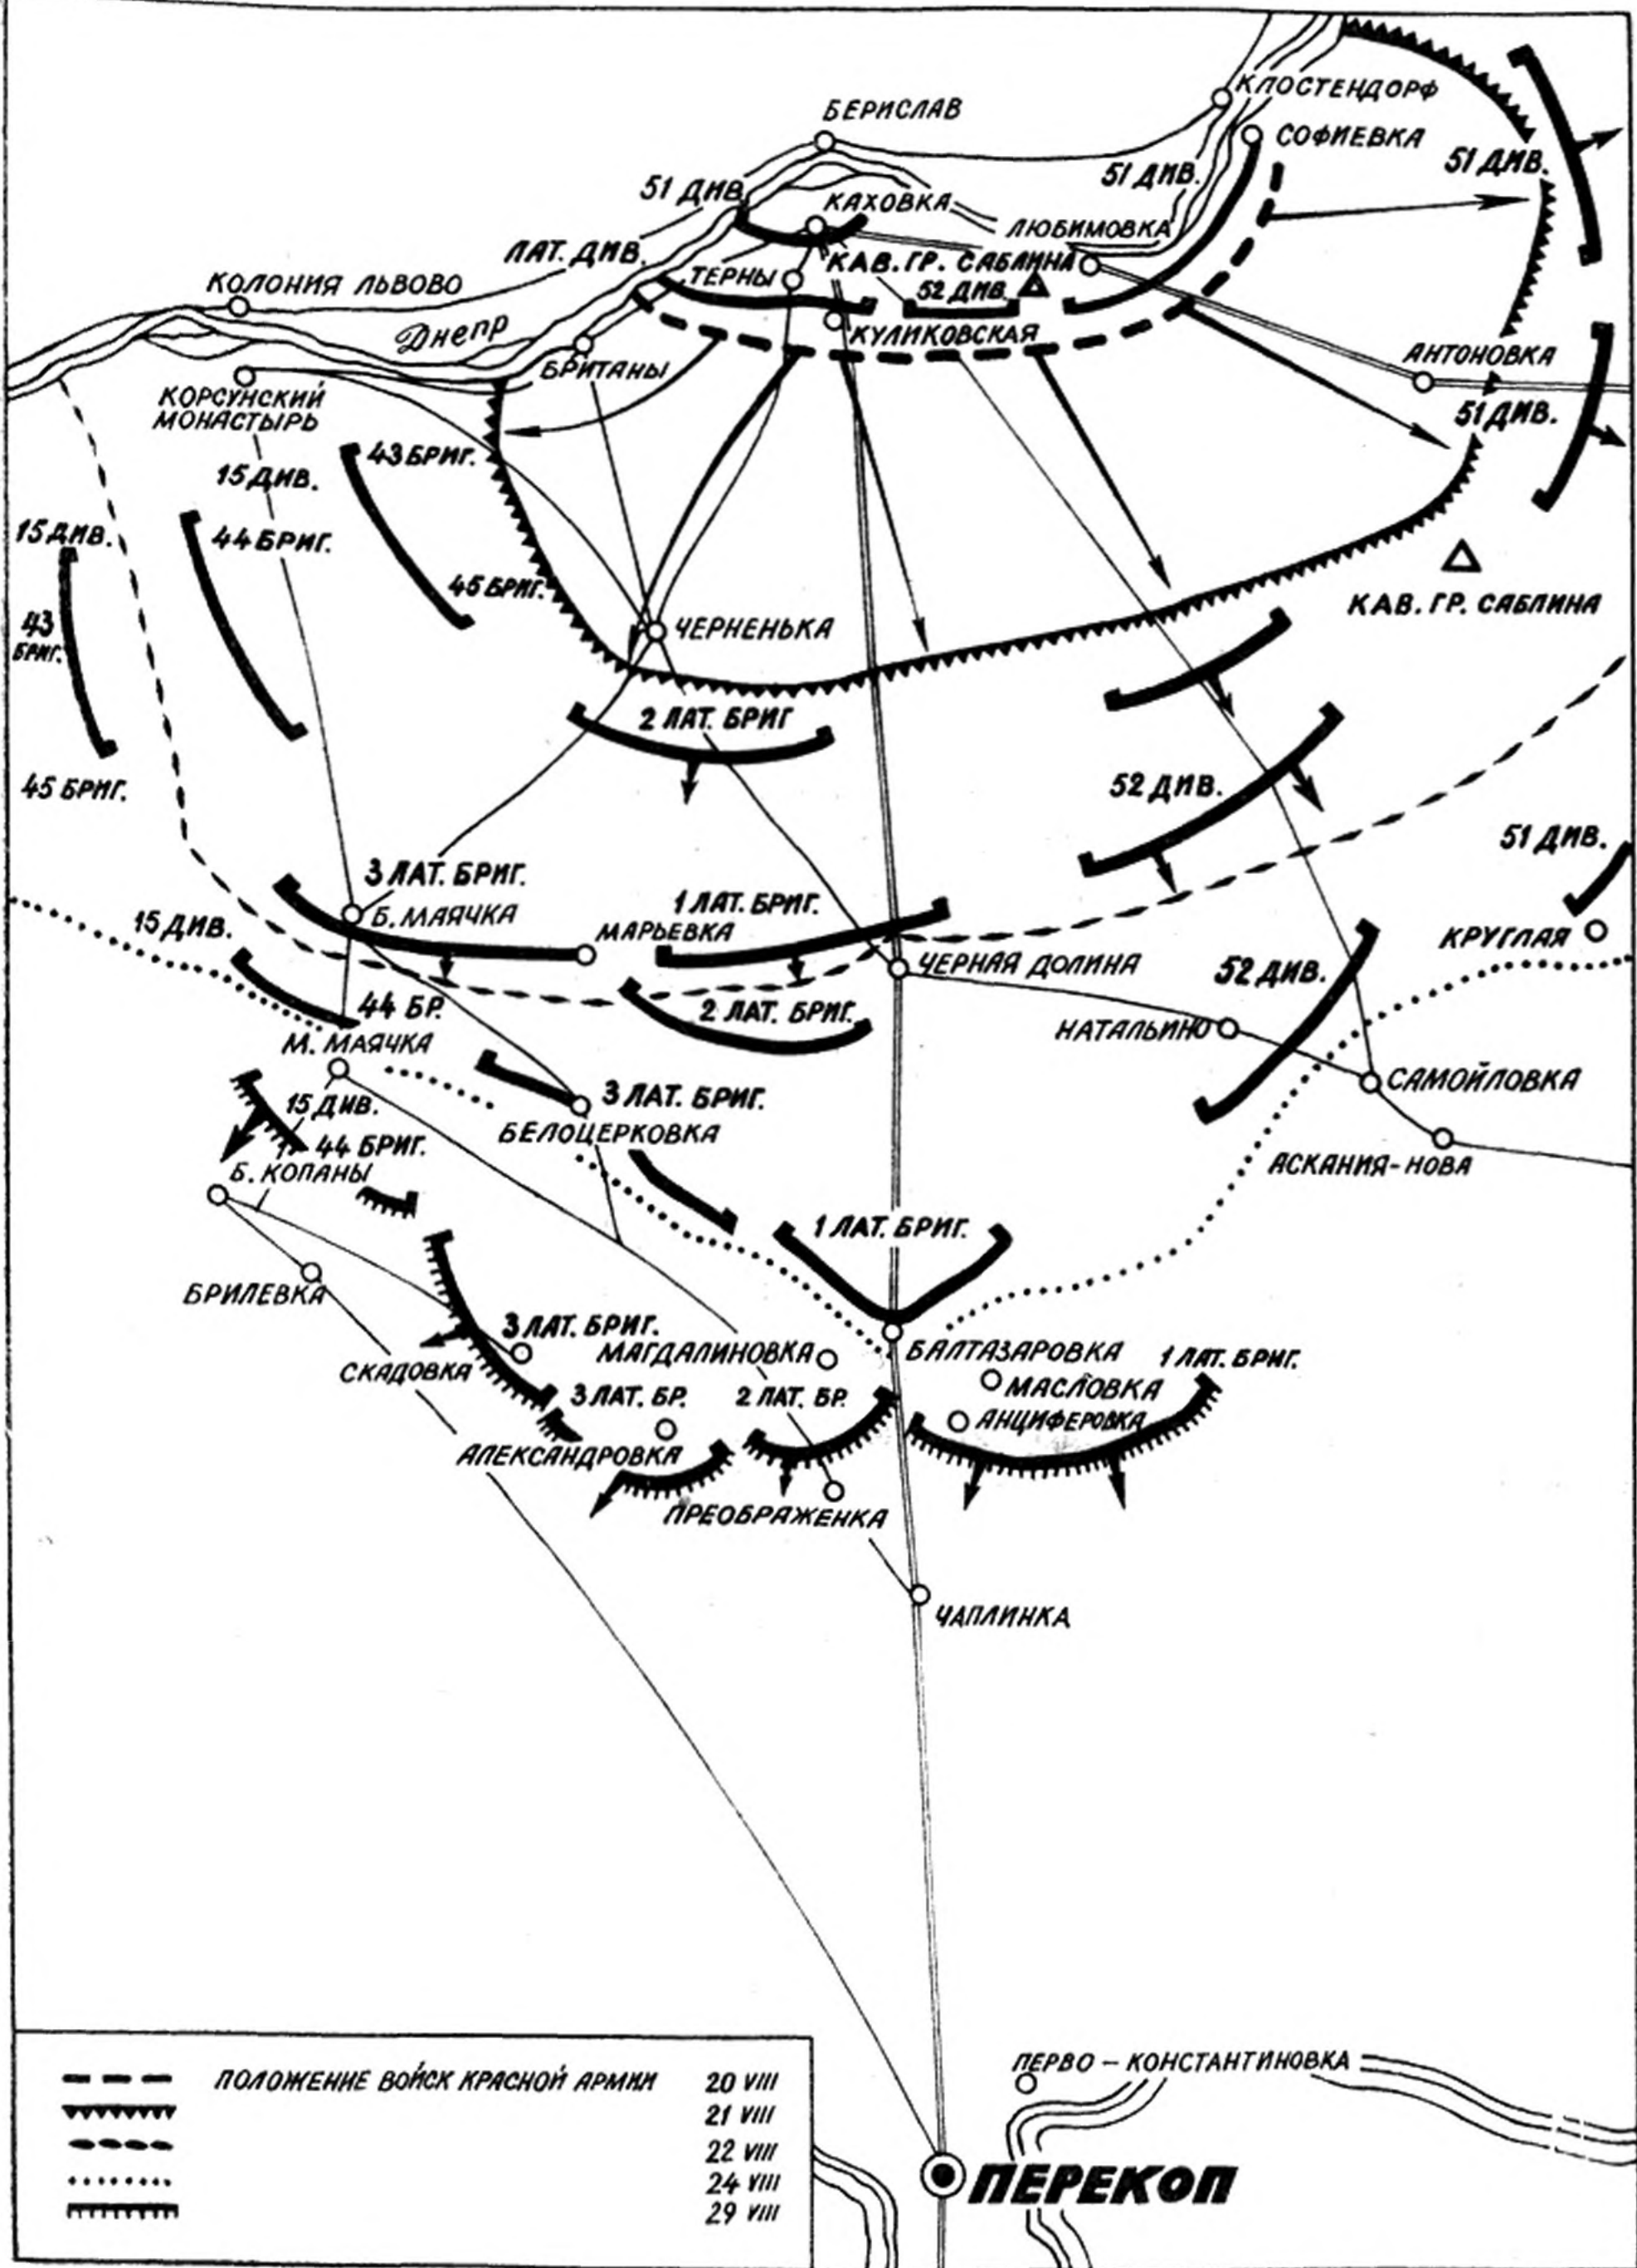 КЛОСТЕНДОРФ
БЕРИСЛАВ
СОФИЕВКА
51 ДИВ.
51 ДИВ.
51 ДИВ.
КАХОВКА
ЛЮБИМОВКА
ЛАТ. ДИВ.
КАВ. ГР. САБЛИНА
ТЕРНЫ
КОЛОНИЯ ЛЬВОВО
52 ДИВ.
Днепр
КУЛИКОВСКАЯ
АНТОНОВКА
БРИТАНЫ
КОРСУНСКИЙ
МОНАСТЫРЬ
51 ДИВ.
43 БРИГ.
15 ДИВ.
15 ДИВ.
44 БРИГ.
45 БРИГ.
КАВ. ГР. САБЛИНА
43
БРИГ.
ЧЕРНЕНЬКА
2 ЛАТ. БРИГ
45 БРИГ.
52 ДИВ.
51 ДИВ.
3 ЛАТ. БРИГ.
1 ЛАТ. БРИГ.
Б. МАЯЧКА
МАРЬЕВКА
15 ДИВ.
КРУГЛАЯ
ЧЕРНАЯ ДОЛИНА
52 ДИВ.
44 БР.
2 ЛАТ. БРИГ.
НАТАЛЬИНО
М. МАЯЧКА
САМОЙЛОВКА
3 ЛАТ. БРИГ.
15 ДИВ.
БЕЛОЦЕРКОВКА
44 БРИГ.
АСКАНИЯ-НОВА
Б. КОПАНЫ
1 ЛАТ. БРИГ.
БРИЛЕВКА
3 ЛАТ. БРИГ.
МАГДАЛИНОВКА
БАЛТАЗАРОВКА
1 ЛАТ. БРИГ.
СКАДОВКА
МАСЛОВКА
3 ЛАТ. БР.
2 ЛАТ. БР.
АНЦИФЕРОВКА
АЛЕКСАНДРОВКА
ПРЕОБРАЖЕНКА
ЧАПЛИНКА
ПЕРВО-КОНСТАНТИНОВКА
ПОЛОЖЕНИЕ ВОЙСК КРАСНОЙ АРМИИ 20 VIII
21 VIII
22 VIII
24 VIII
29 VIII
ПЕРЕКОП